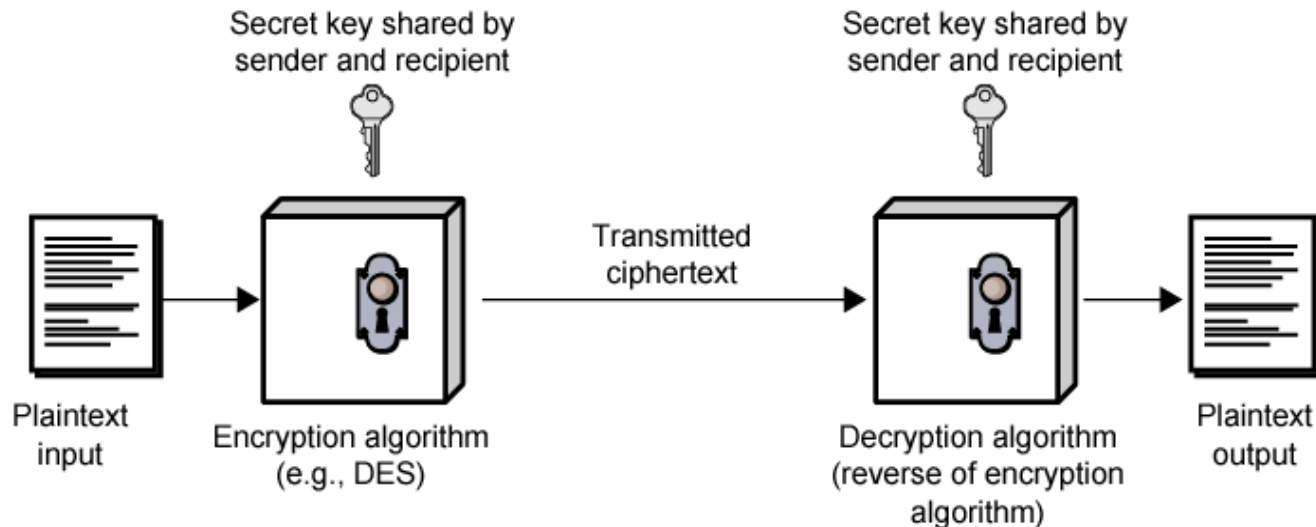 Secret key shared by
sender and recipient
Secret key shared by
sender and recipient
Transmitted
ciphertext
Plaintext
input
Encryption algorithm
(e.g., DES)
Decryption algorithm
(reverse of encryption
algorithm)
Plaintext
output